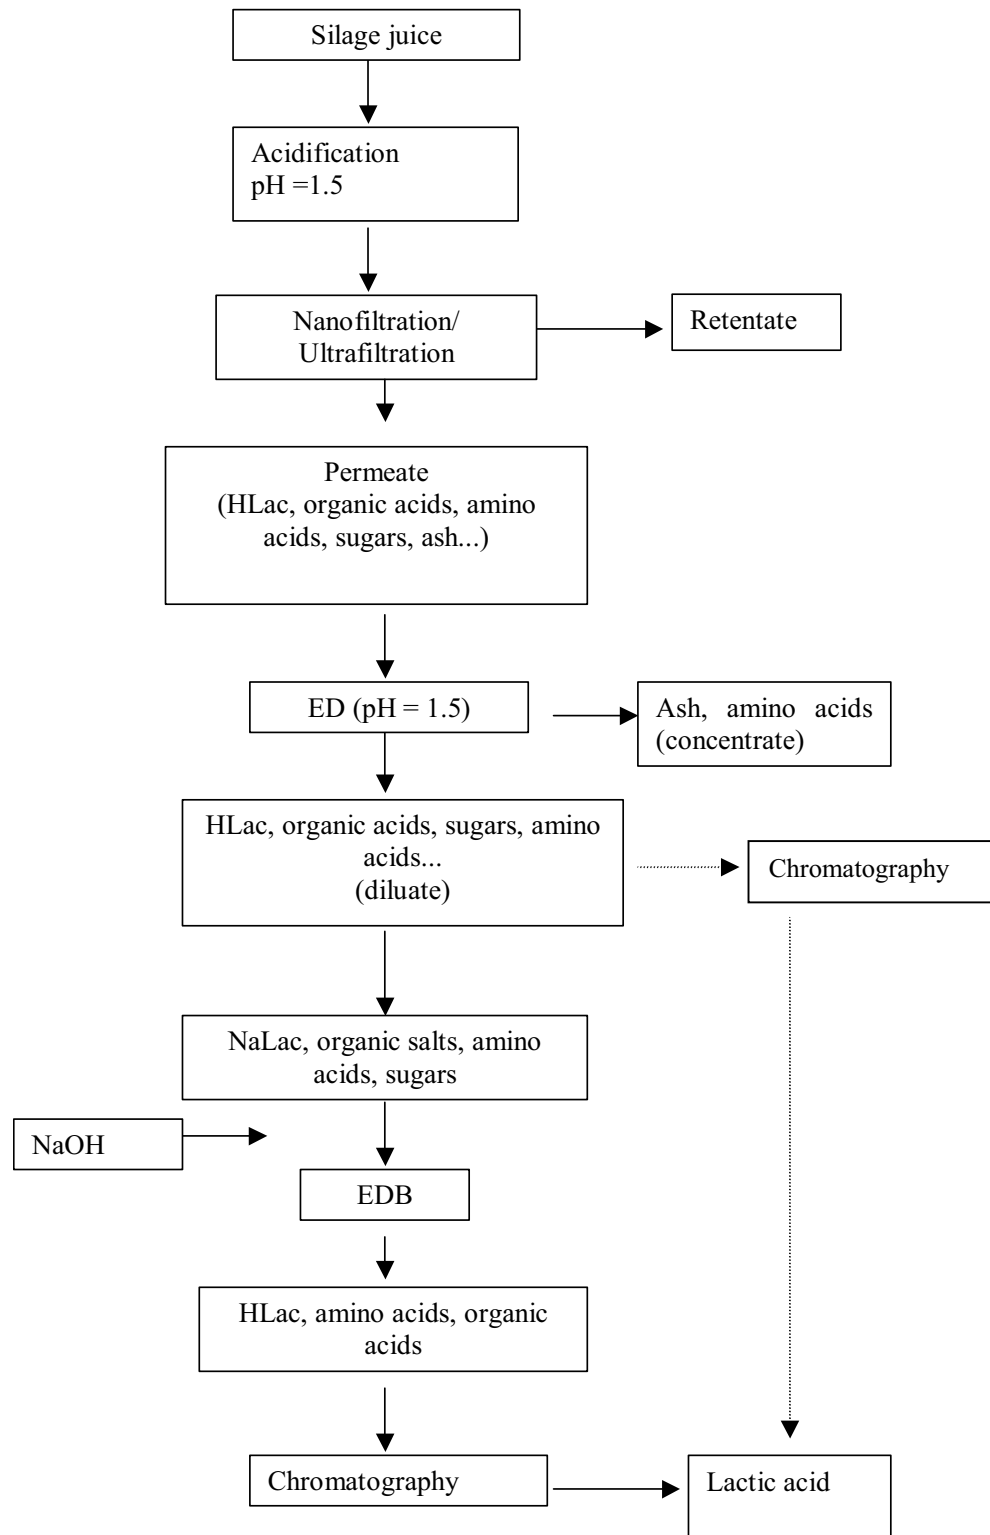 Silage juice
Acidification
pH =1.5
Nanofiltration/
Ultrafiltration
Retentate
Permeate
(HLac, organic acids, amino
acids, sugars, ash...)
ED (pH = 1.5)
Ash, amino acids
(concentrate)
HLac, organic acids, sugars, amino
acids...
(diluate)
Chromatography
NaLac, organic salts, amino
acids, sugars
NaOH
EDB
HLac, amino acids, organic
acids
Chromatography
Lactic acid